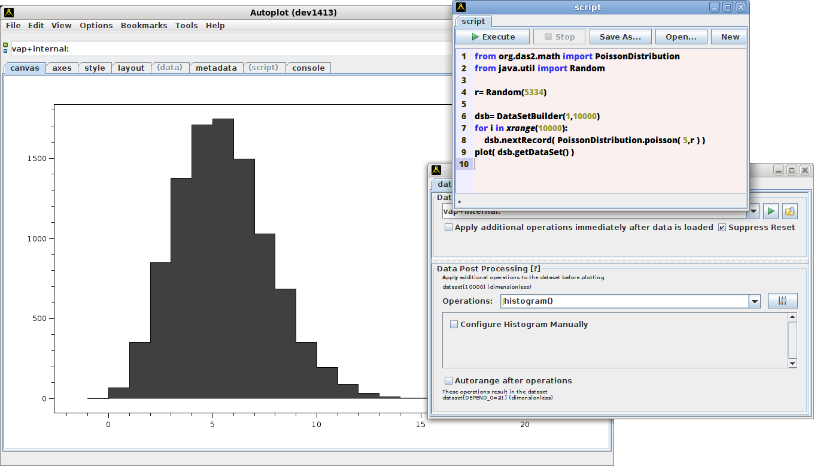 Autoplot (dev1413)
File Edit View Options Bookmarks Tools Help
vap+internal:
canvas axes style layout (data) metadata (script) console
1500
1000
500
0
0 5 10 15 20
script
script
Execute Stop Save As... Open... New
1 from org.das2.math import PoissonDistribution
2 from java.util import Random
3
4 r= Random(5334)
5
6 dsb= DataSetBuilder(1,10000)
7 for i in xrange(10000):
8 dsb.nextRecord( PoissonDistribution.poisson( 5,r ) )
9 plot( dsb.getDataSet() )
10
dat
Da
vap+internal:
Apply additional operations immediately after data is loaded Suppress Reset
Data Post Processing [?]
Apply additional operations to the dataset before plotting
dataset[10000] (dimensionless)
Operations: |histogram()
Configure Histogram Manually
Autorange after operations
These operations result in the dataset
dataset[DEPEND_0=21] (dimensionless)